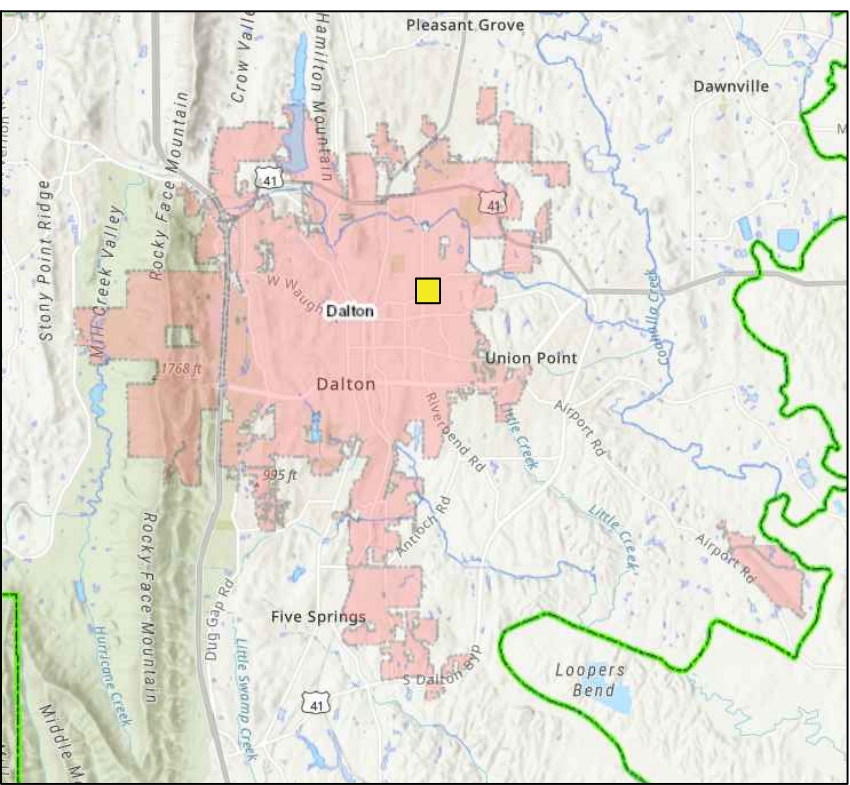 Pleasant Grove
Crow Valle
Hamilton Mountain
Dawnville
41
41
Rocky Face Mountain
Stony Point Ridge
Mill Creek Valley
W Waugh
Dalton
Coahulla Creek
Union Point
1768 ft
Dalton
Riverbend Rd
Airport Rd
ittle Creek
995 ft
Little Creek
Antioch Rd
Airport Rd
Rocky Face Mountain
Dug Gap Rd
Five Springs
Hurricane Creek
Little Swamp Creek
S Dalton Byp
Loopers
Bend
41
Middle Mo